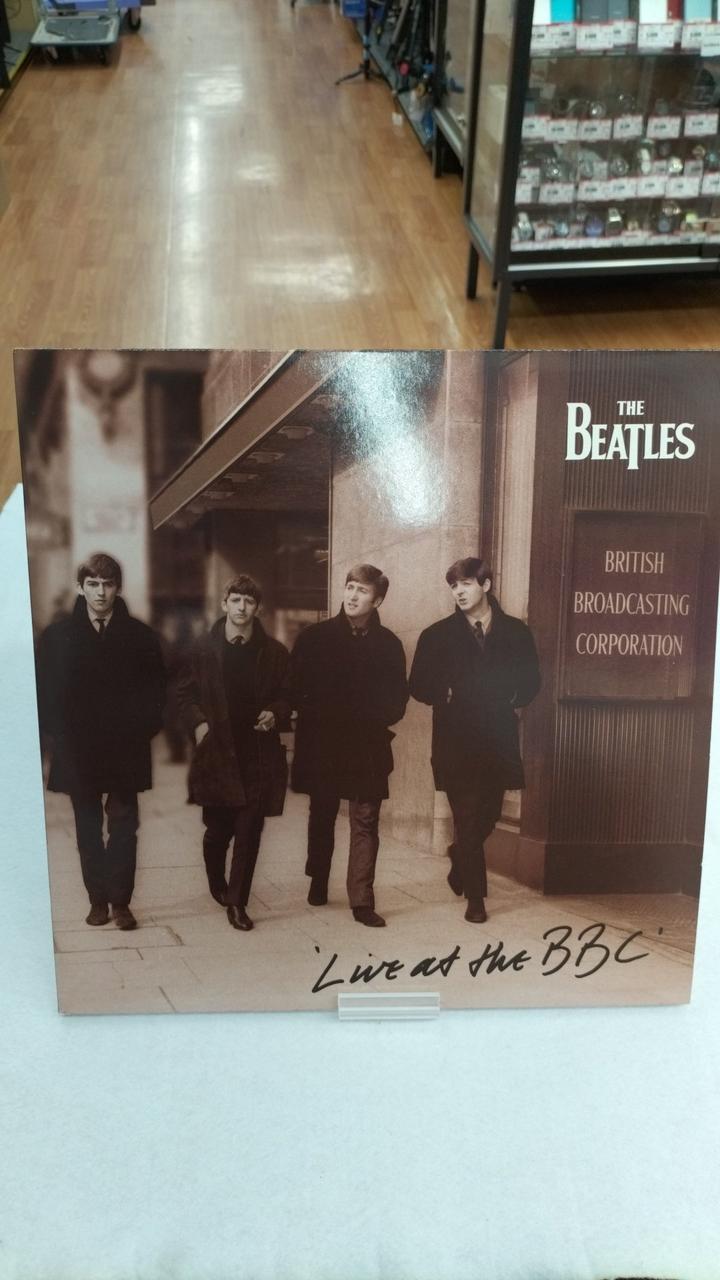 THE
BEATLES
BRITISH
BROADCASTING
CORPORATION
'Live at the BBC'